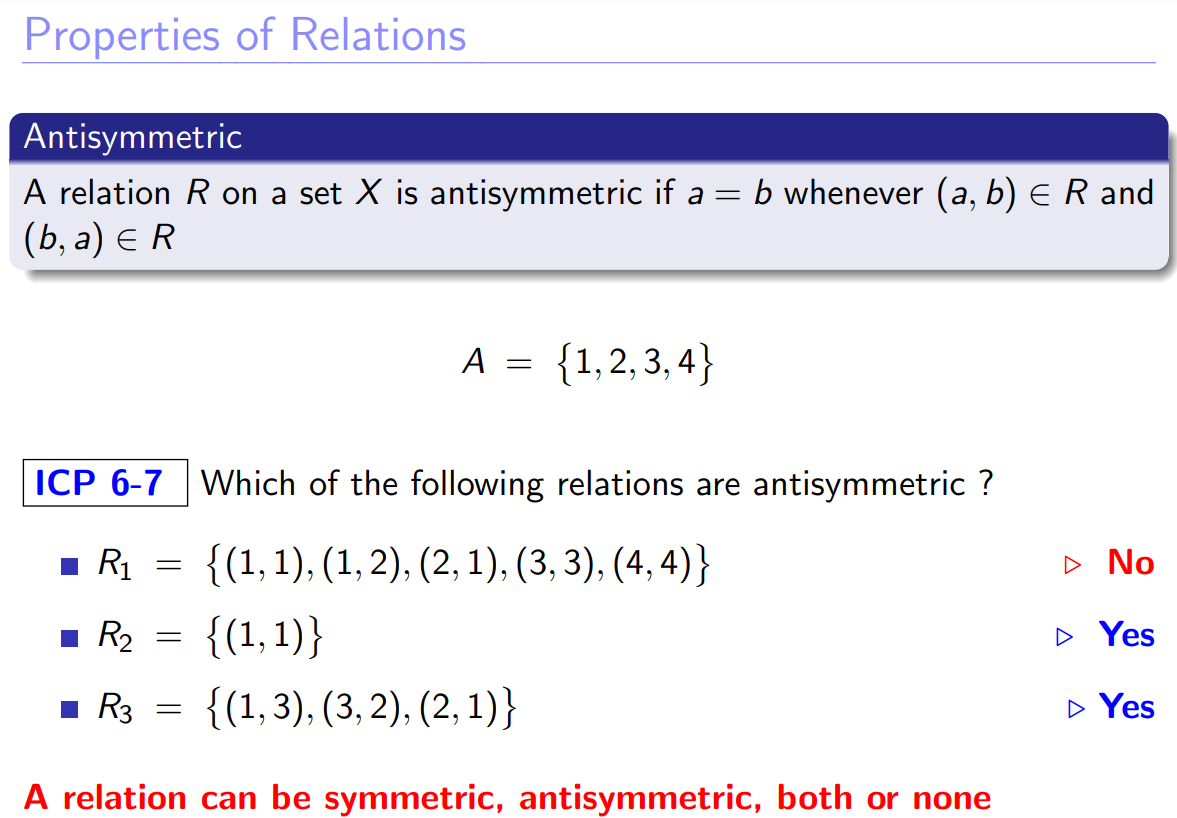 Properties of Relations
Antisymmetric
A relation R on a set X is antisymmetric if a = b whenever (a, b) ∈ R and
(b, a) ∈ R
A = {1, 2, 3, 4}
ICP 6-7 Which of the following relations are antisymmetric ?
R₁ = {(1, 1), (1, 2), (2, 1), (3, 3), (4, 4)} ▷ No
R₂ = {(1, 1)} ▷ Yes
R₃ = {(1, 3), (3, 2), (2, 1)} ▷ Yes
A relation can be symmetric, antisymmetric, both or none